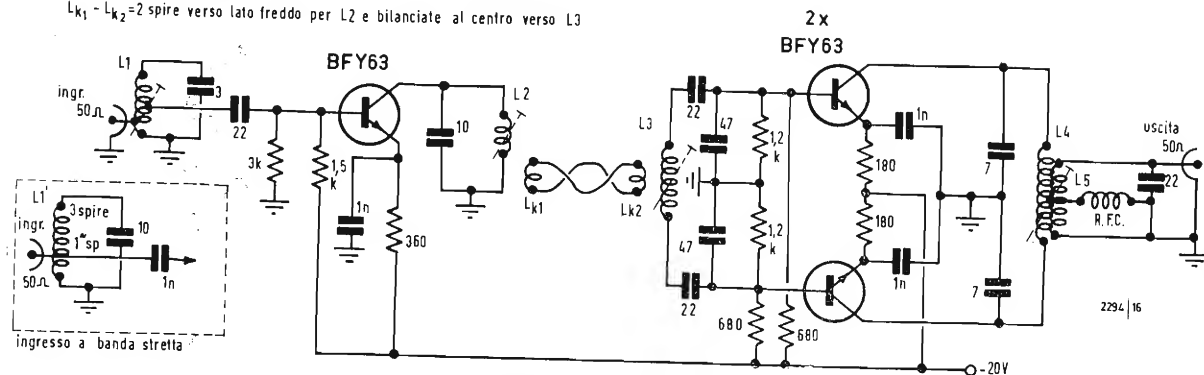 Lk1 - Lk2 = 2 spire verso lato freddo per L2 e bilanciate al centro verso L3
2x
BFY63
BFY63
L1
ingr.
50Ω
3
22
3k
1,5
k
1n
360
10
L2
Lk1
Lk2
L3
22
47
47
22
1,2
k
1,2
k
680
680
180
180
1n
1n
7
7
L4
L5
R.F.C.
22
uscita
50Ω
L1'
3 spire
ingr.
1ª sp
10
50Ω
1n
ingresso a banda stretta
2294/16
-20V